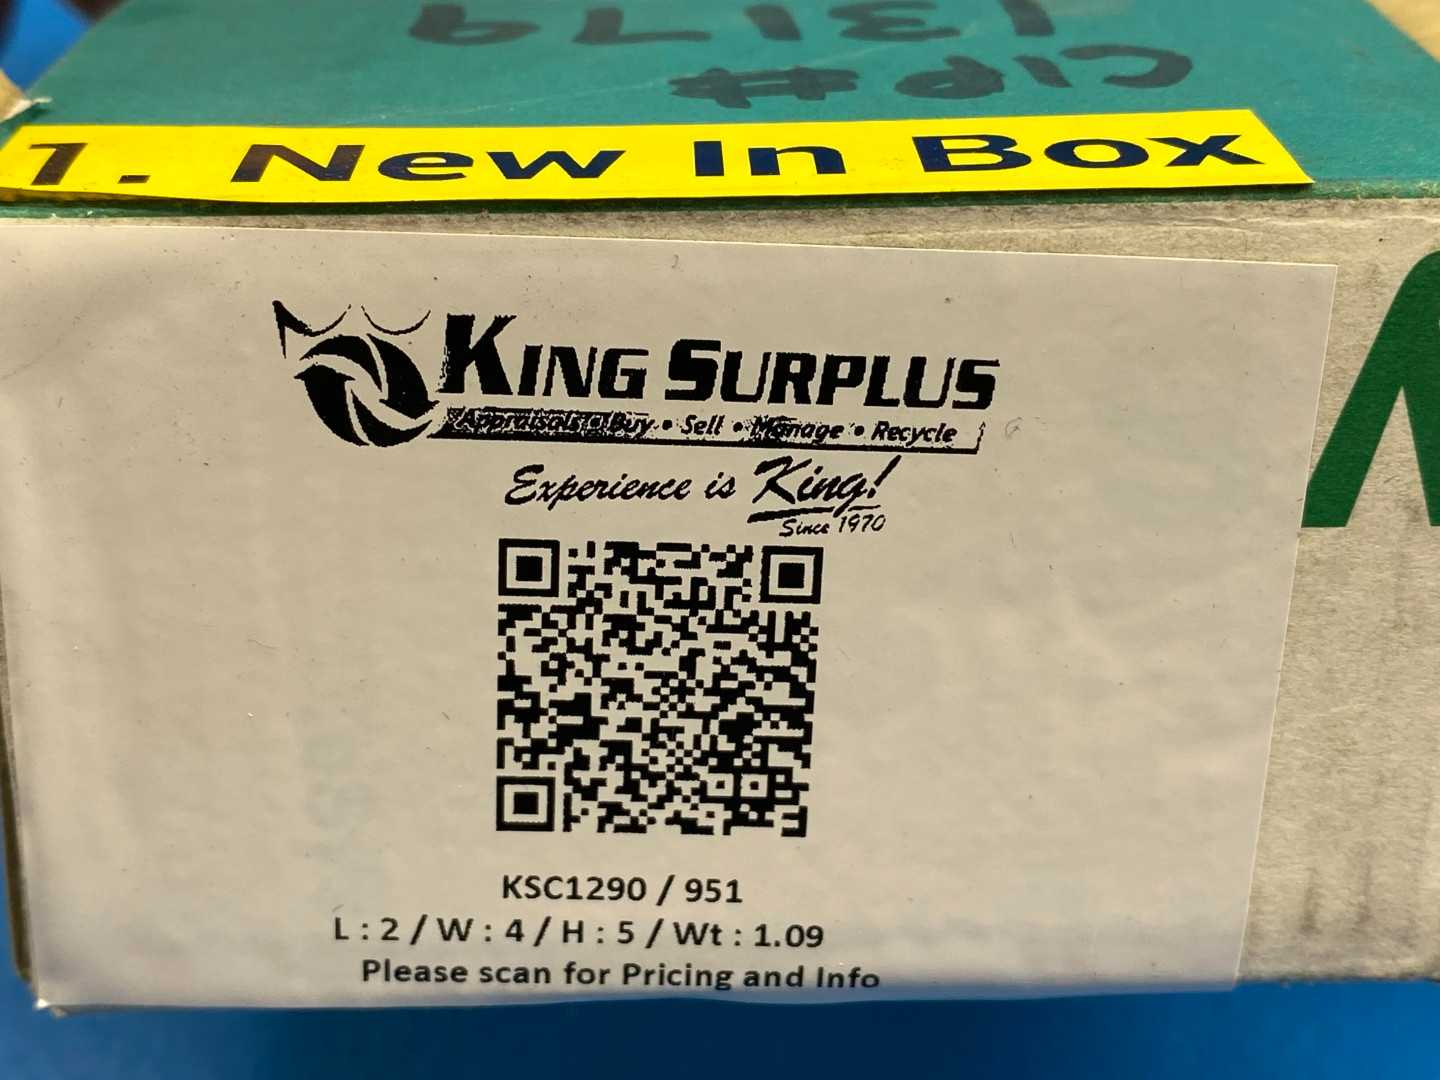 13179
CIP#
1. New In Box
KING SURPLUS
Appraisals • Buy • Sell • Manage • Recycle
Experience is King!
Since 1970
KSC1290 / 951
L : 2 / W : 4 / H : 5 / Wt : 1.09
Please scan for Pricing and Info